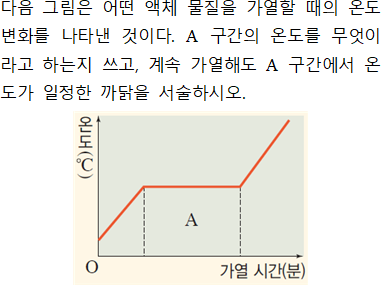 다음 그림은 어떤 액체 물질을 가열할 때의 온도
변화를 나타낸 것이다. A 구간의 온도를 무엇이
라고 하는지 쓰고, 계속 가열해도 A 구간에서 온
도가 일정한 까닭을 서술하시오.
온도(℃)
A
O
가열 시간(분)